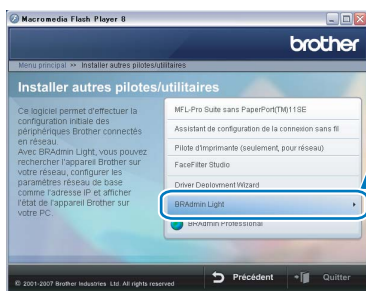 Macromedia Flash Player 8
brother
Menu principal >> Installer autres pilotes/utilitaires
Installer autres pilotes/utilitaires
Ce logiciel permet d'effectuer la
configuration initiale des
périphériques Brother connectés
en réseau.
Avec BRAdmin Light, vous pouvez
rechercher l'appareil Brother sur
votre réseau, configurer les
paramètres réseau de base
comme l'adresse IP et afficher
l'état de l'appareil Brother sur
votre PC.
MFL-Pro Suite sans PaperPort(TM)11SE
Assistant de configuration de la connexion sans fil
Pilote d'imprimante (seulement, pour réseau)
FaceFilter Studio
Driver Deployment Wizard
BRAdmin Light
BRAdmin Professional
© 2001-2007 Brother Industries Ltd. All rights reserved
Précédent
Quitter